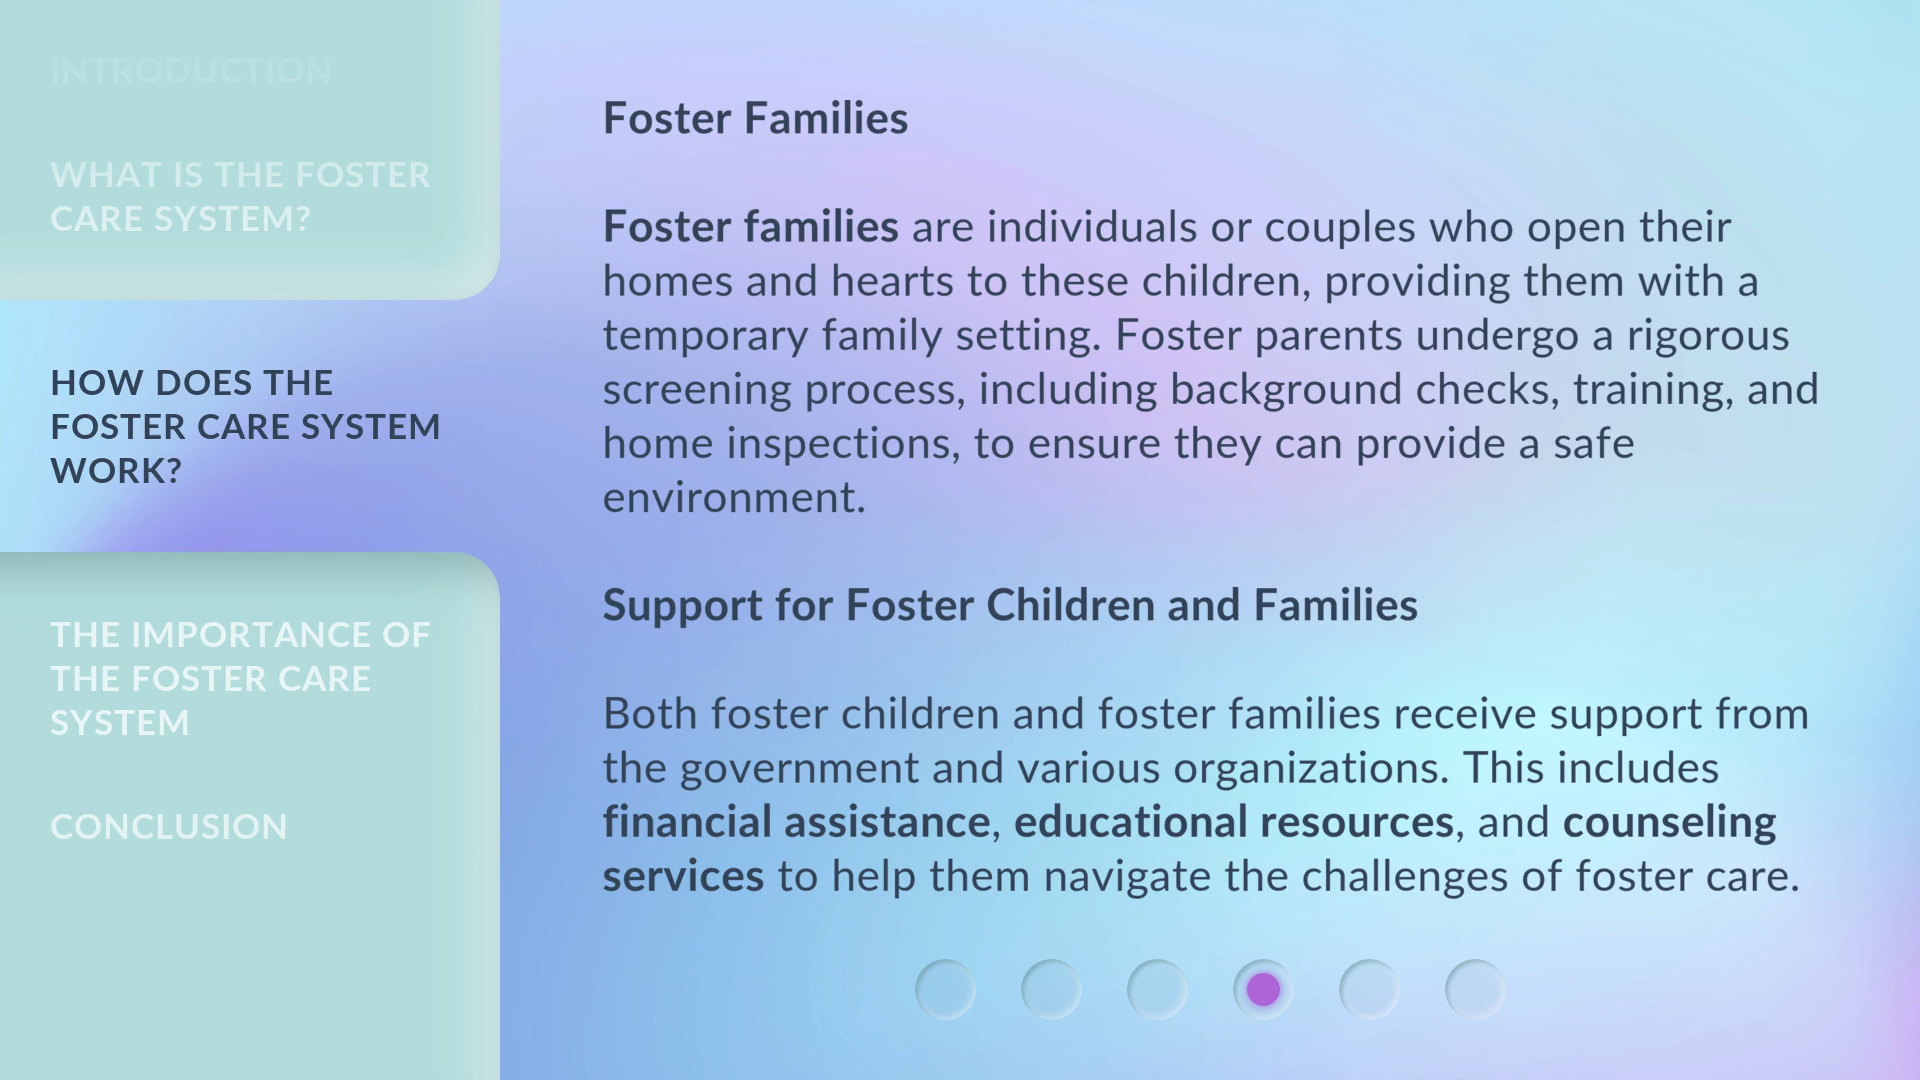 INTRODUCTION
WHAT IS THE FOSTER
CARE SYSTEM?
HOW DOES THE
FOSTER CARE SYSTEM
WORK?
THE IMPORTANCE OF
THE FOSTER CARE
SYSTEM
CONCLUSION
Foster Families
Foster families are individuals or couples who open their
homes and hearts to these children, providing them with a
temporary family setting. Foster parents undergo a rigorous
screening process, including background checks, training, and
home inspections, to ensure they can provide a safe
environment.
Support for Foster Children and Families
Both foster children and foster families receive support from
the government and various organizations. This includes
financial assistance, educational resources, and counseling
services to help them navigate the challenges of foster care.